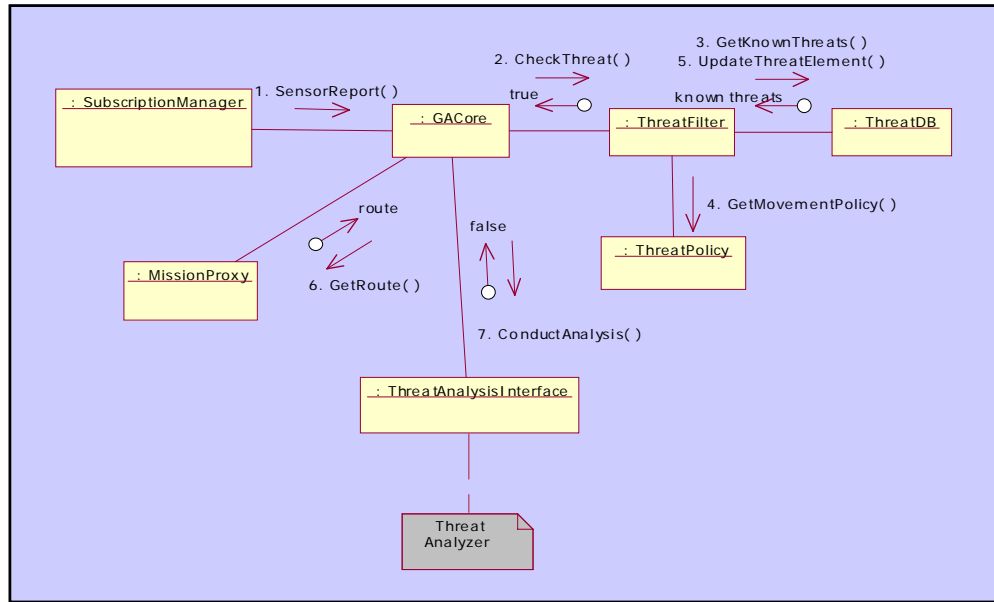 3. GetKnownThreats( )
2. CheckThreat( )
5. UpdateThreatElement( )
: SubscriptionManager
1. SensorReport( )
true
known threats
: GACore
: ThreatFilter
: ThreatDB
route
false
4. GetMovementPolicy( )
: MissionProxy
6. GetRoute( )
: ThreatPolicy
7. ConductAnalysis( )
: ThreatAnalysisInterface
Threat
Analyzer